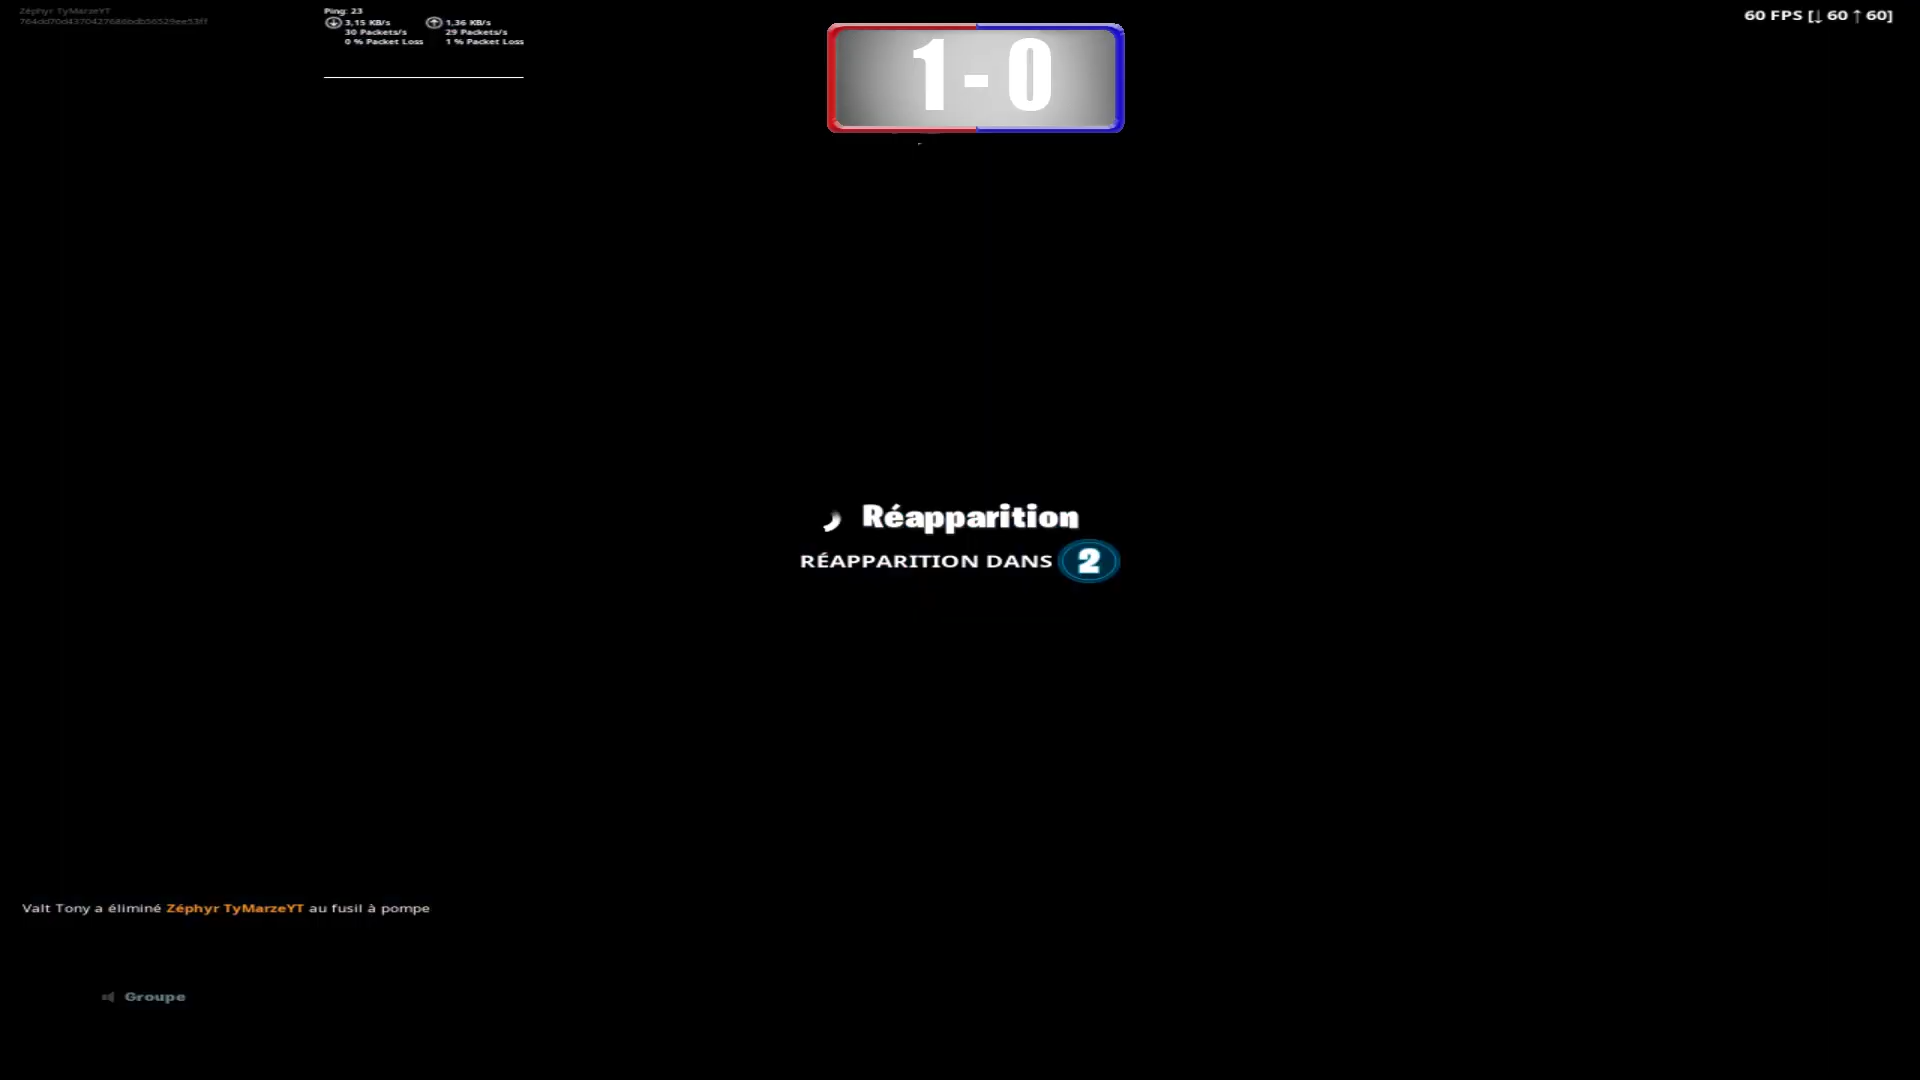 Zéphyr TyMarzeYT
Ping: 23
3,15 KB/s 1,36 KB/s
30 Packets/s 29 Packets/s
0 % Packet Loss 1 % Packet Loss
60 FPS [↓ 60 ↑ 60]
1 - 0
Réapparition
RÉAPPARITION DANS 2
Valt Tony a éliminé Zéphyr TyMarzeYT au fusil à pompe
Groupe